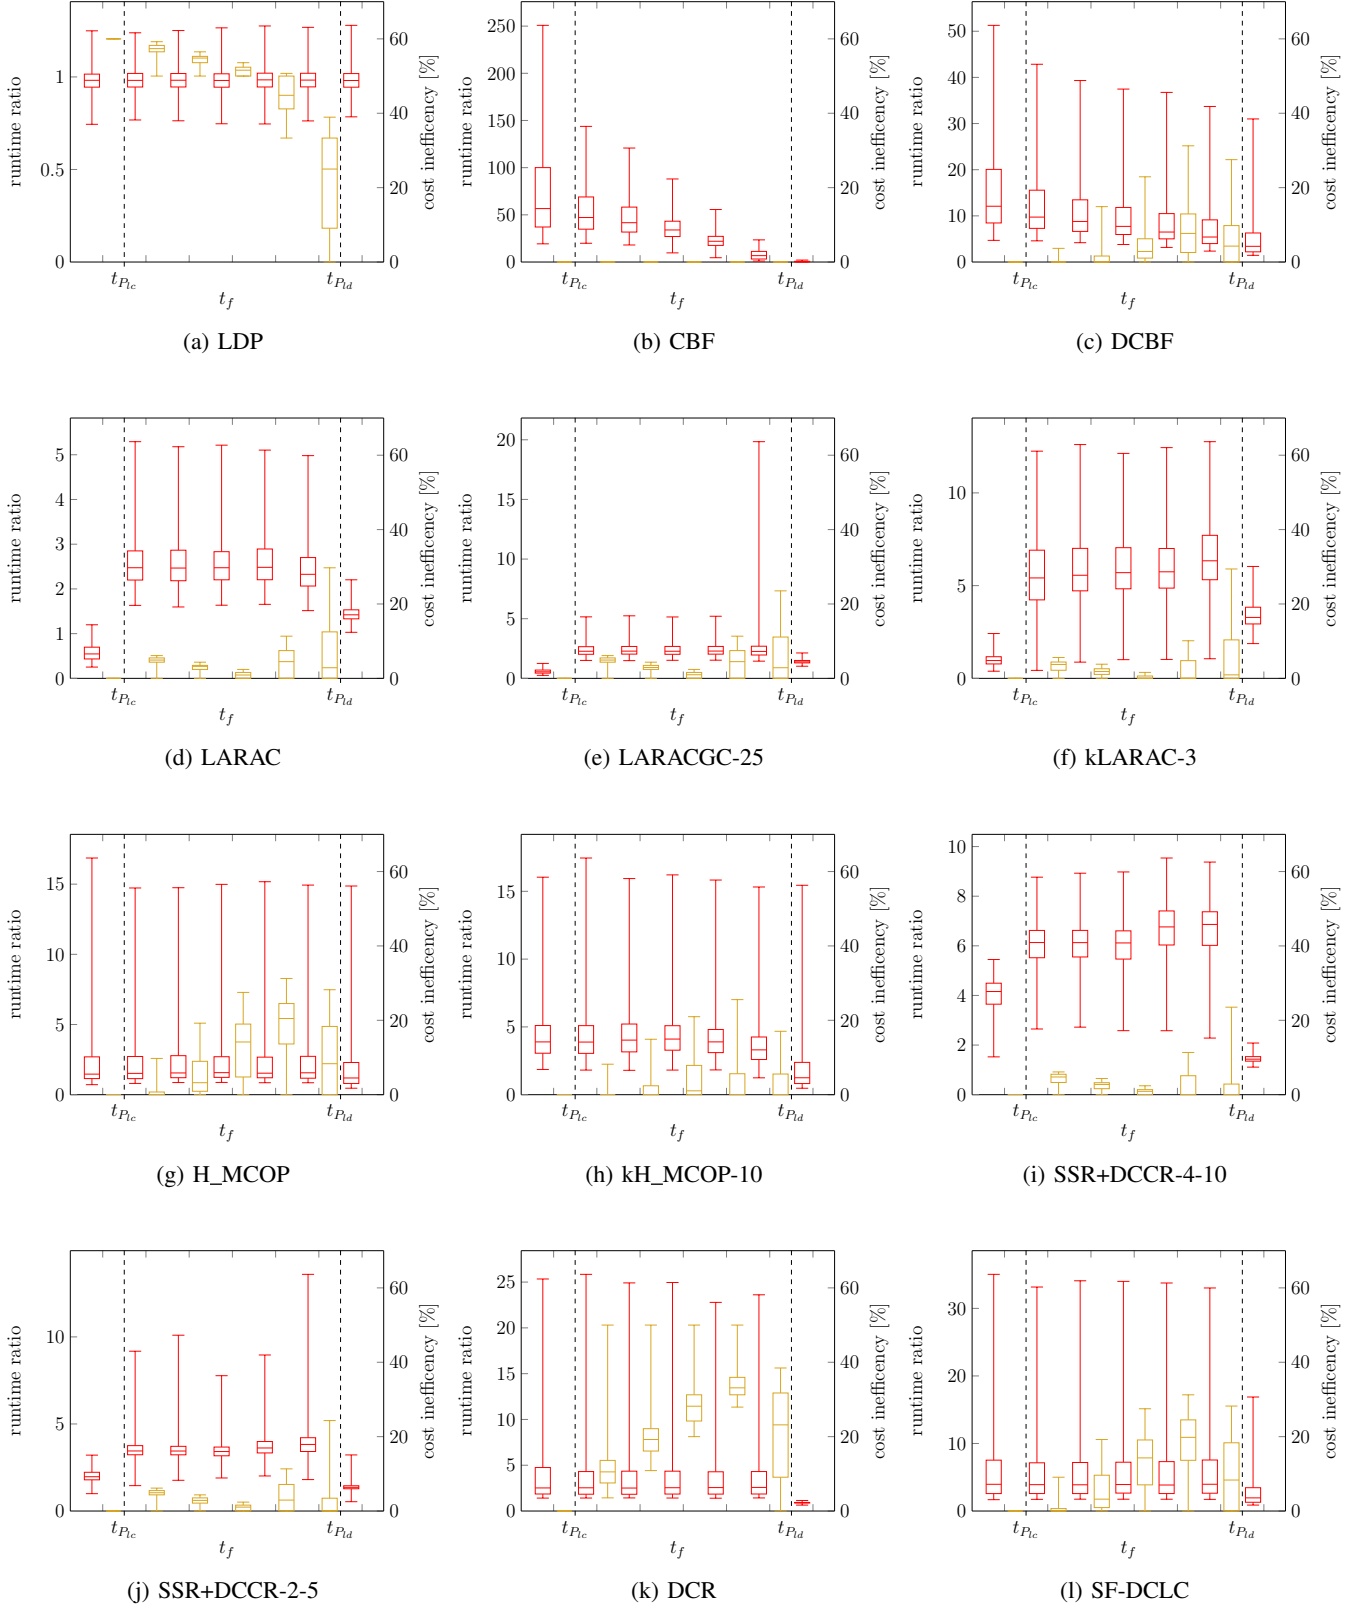 runtime ratio
0
0.5
1
0
20
40
60
cost inefficency [%]
t_{P_{lc}} t_{P_{ld}}
t_f
(a) LDP
runtime ratio
0
50
100
150
200
250
0
20
40
60
cost inefficency [%]
t_{P_{lc}} t_{P_{ld}}
t_f
(b) CBF
runtime ratio
0
10
20
30
40
50
0
20
40
60
cost inefficency [%]
t_{P_{lc}} t_{P_{ld}}
t_f
(c) DCBF
runtime ratio
0
1
2
3
4
5
0
20
40
60
cost inefficency [%]
t_{P_{lc}} t_{P_{ld}}
t_f
(d) LARAC
runtime ratio
0
5
10
15
20
0
20
40
60
cost inefficency [%]
t_{P_{lc}} t_{P_{ld}}
t_f
(e) LARACGC-25
runtime ratio
0
5
10
0
20
40
60
cost inefficency [%]
t_{P_{lc}} t_{P_{ld}}
t_f
(f) kLARAC-3
runtime ratio
0
5
10
15
0
20
40
60
cost inefficency [%]
t_{P_{lc}} t_{P_{ld}}
t_f
(g) H_MCOP
runtime ratio
0
5
10
15
0
20
40
60
cost inefficency [%]
t_{P_{lc}} t_{P_{ld}}
t_f
(h) kH_MCOP-10
runtime ratio
0
2
4
6
8
10
0
20
40
60
cost inefficency [%]
t_{P_{lc}} t_{P_{ld}}
t_f
(i) SSR+DCCR-4-10
runtime ratio
0
5
10
0
20
40
60
cost inefficency [%]
t_{P_{lc}} t_{P_{ld}}
t_f
(j) SSR+DCCR-2-5
runtime ratio
0
5
10
15
20
25
0
20
40
60
cost inefficency [%]
t_{P_{lc}} t_{P_{ld}}
t_f
(k) DCR
runtime ratio
0
10
20
30
0
20
40
60
cost inefficency [%]
t_{P_{lc}} t_{P_{ld}}
t_f
(l) SF-DCLC